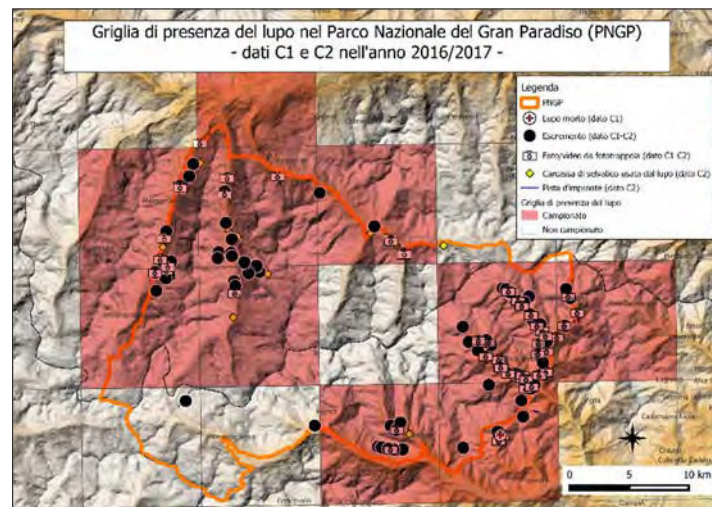 Griglia di presenza del lupo nel Parco Nazionale del Gran Paradiso (PNGP)
- dati C1 e C2 nell'anno 2016/2017 -
Legenda
PNGP
Lupo morto (dato C1)
Escremento (dato C1-C2)
Foto/video da fototrappola (dato C1-C2)
Carcassa di selvatico usata dal lupo (dato C2)
Pista d'impronte (dato C2)
Griglia di presenza del lupo
Campionato
Non campionato
0 5 10 km